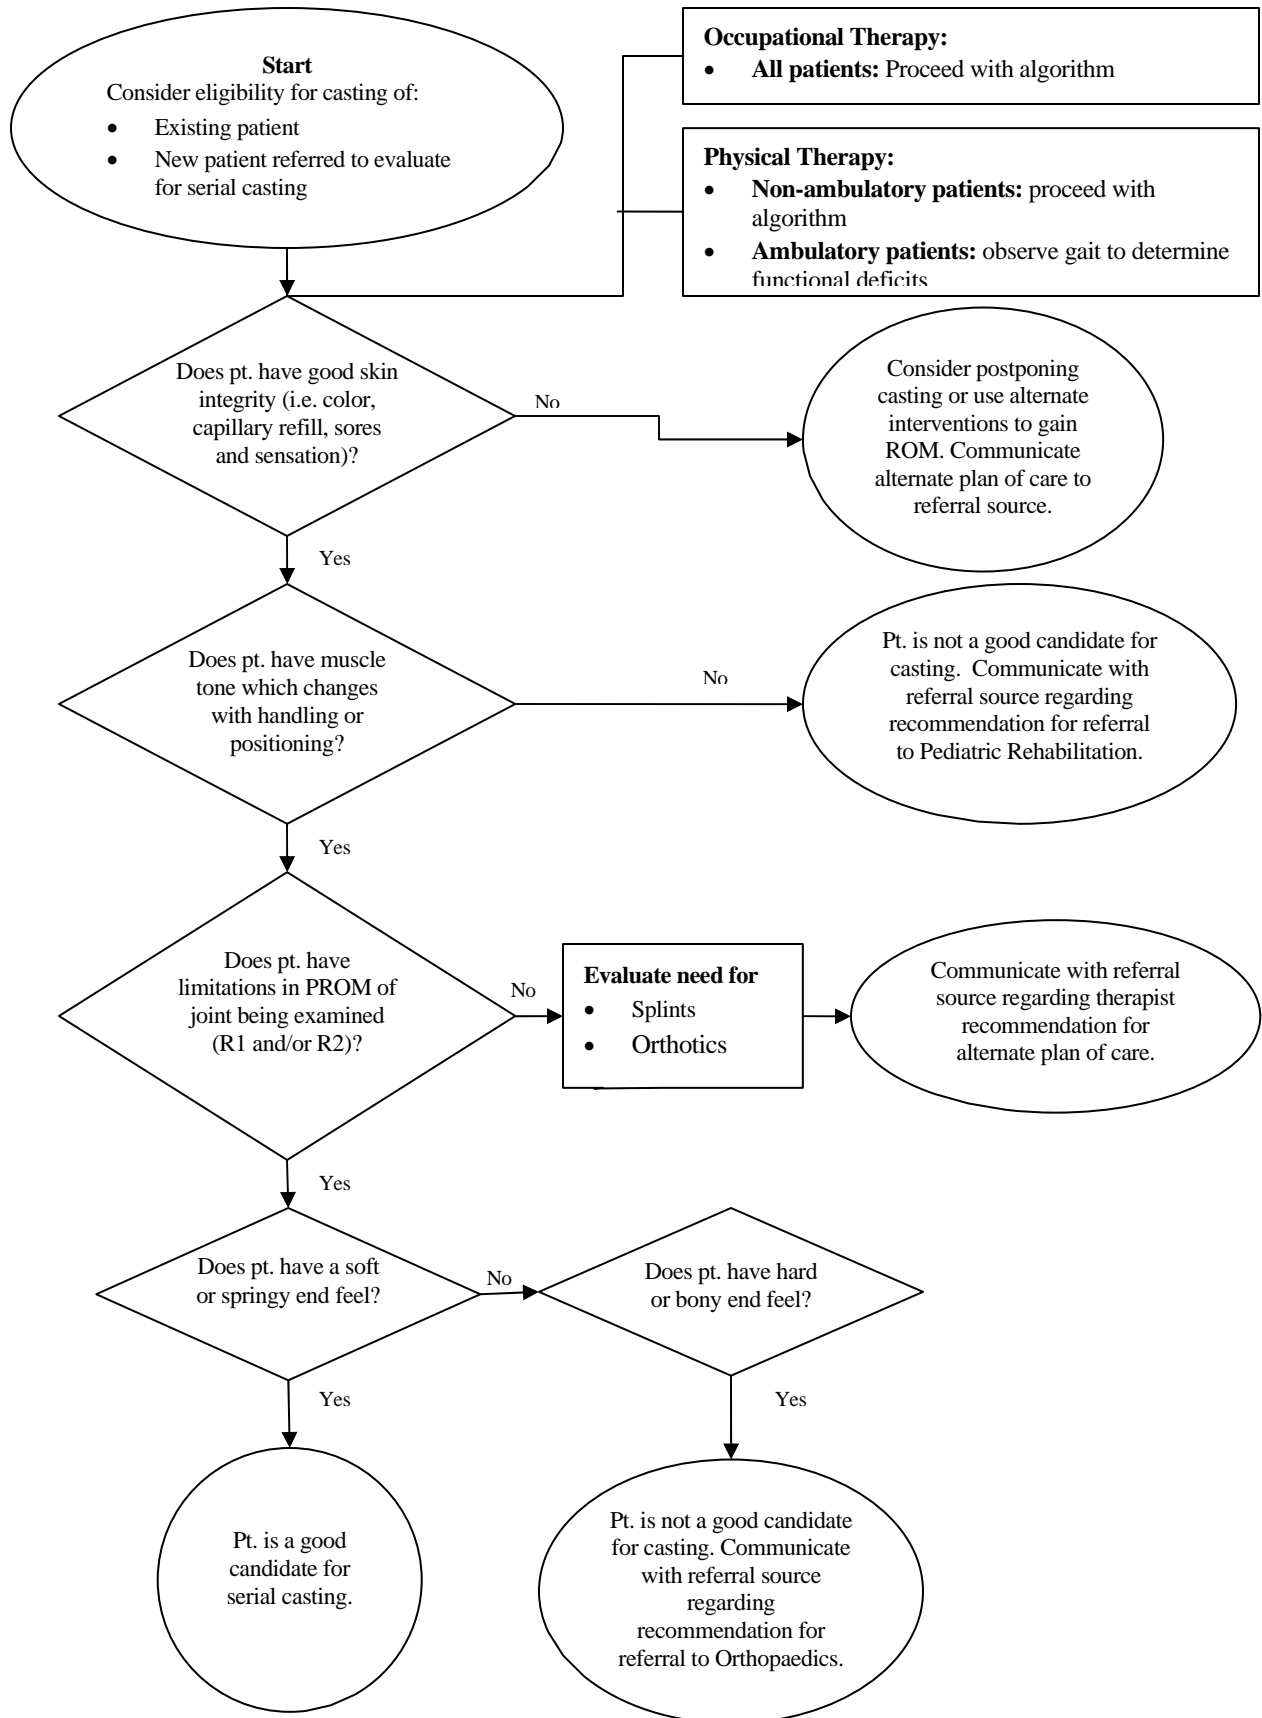 Start
Consider eligibility for casting of:
• Existing patient
• New patient referred to evaluate
for serial casting
Occupational Therapy:
• All patients: Proceed with algorithm
Physical Therapy:
• Non-ambulatory patients: proceed with
algorithm
• Ambulatory patients: observe gait to determine
functional deficits
Does pt. have good skin
integrity (i.e. color,
capillary refill, sores
and sensation)?
No
Consider postponing
casting or use alternate
interventions to gain
ROM. Communicate
alternate plan of care to
referral source.
Yes
Does pt. have muscle
tone which changes
with handling or
positioning?
No
Pt. is not a good candidate for
casting. Communicate with
referral source regarding
recommendation for referral
to Pediatric Rehabilitation.
Yes
Does pt. have
limitations in PROM of
joint being examined
(R1 and/or R2)?
No
Evaluate need for
• Splints
• Orthotics
Communicate with referral
source regarding therapist
recommendation for
alternate plan of care.
Yes
Does pt. have a soft
or springy end feel?
No
Does pt. have hard
or bony end feel?
Yes
Yes
Pt. is a good
candidate for
serial casting.
Pt. is not a good candidate
for casting. Communicate
with referral source
regarding
recommendation for
referral to Orthopaedics.